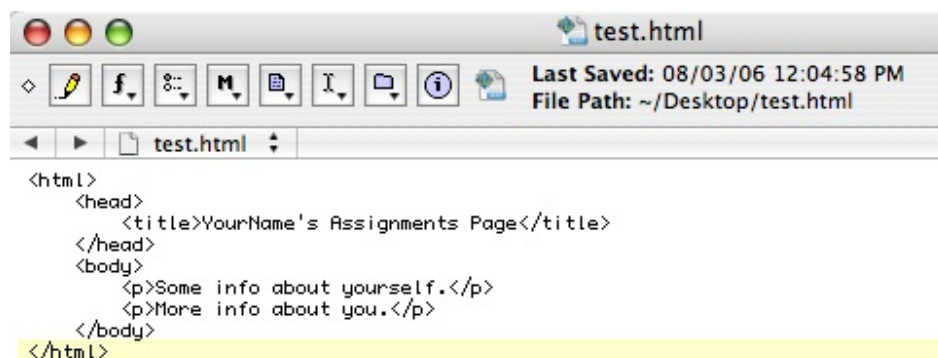 test.html
Last Saved: 08/03/06 12:04:58 PM
File Path: ~/Desktop/test.html
test.html
<html>
    <head>
        <title>YourName's Assignments Page</title>
    </head>
    <body>
        <p>Some info about yourself.</p>
        <p>More info about you.</p>
    </body>
</html>